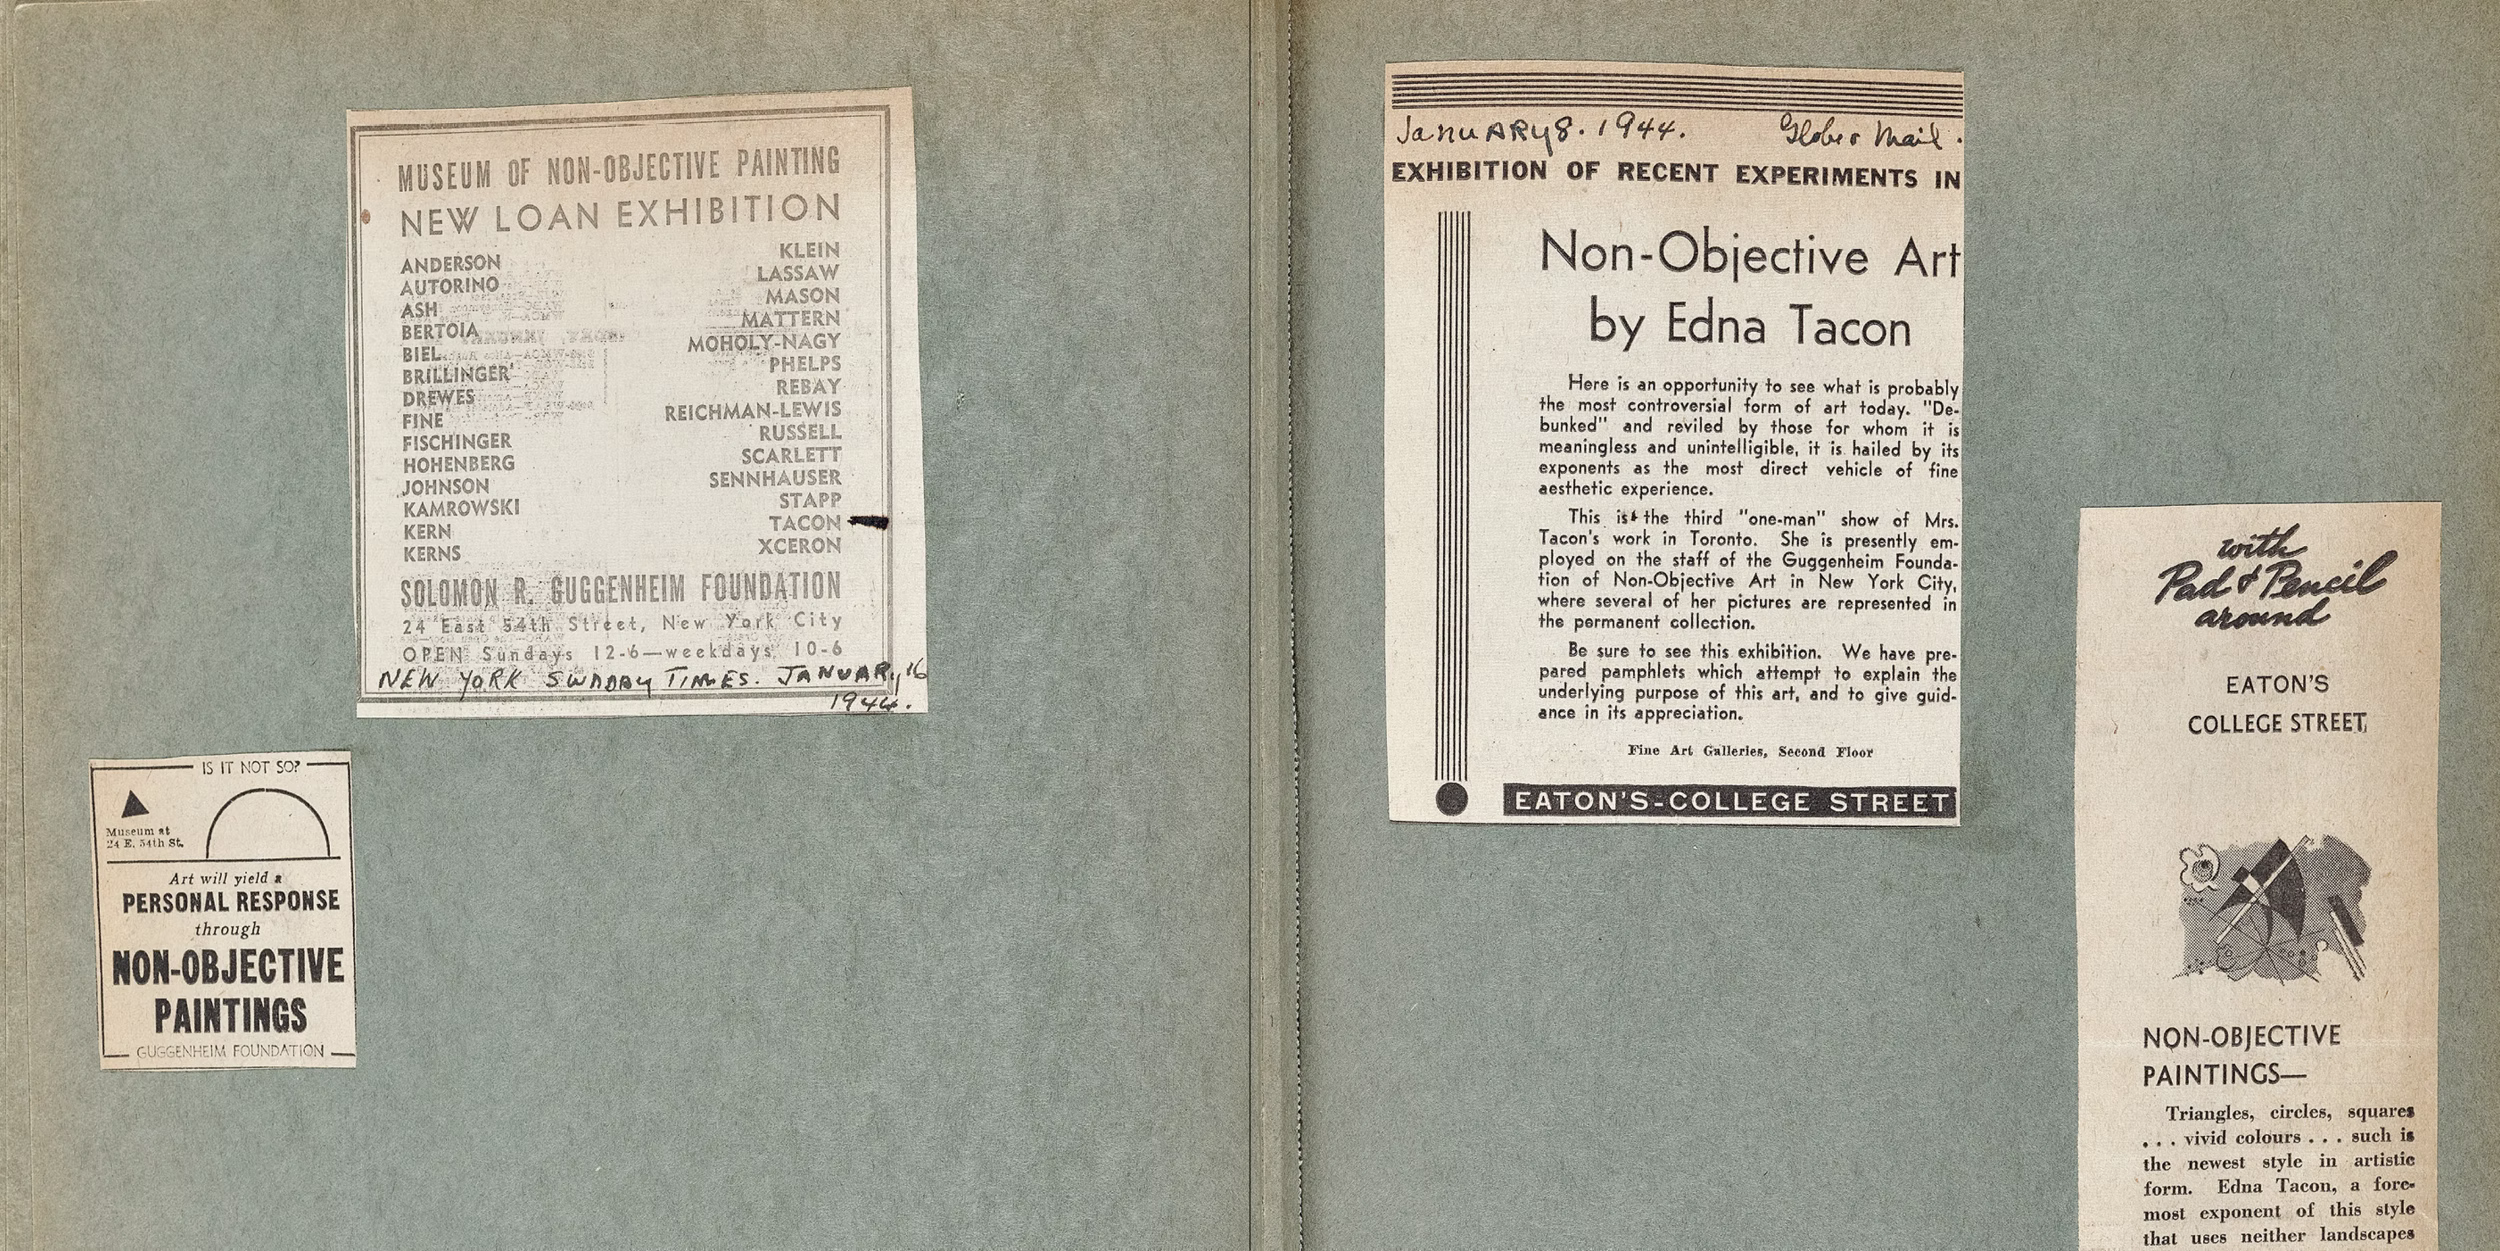 MUSEUM OF NON-OBJECTIVE PAINTING
NEW LOAN EXHIBITION
ANDERSON
AUTORINO
ASH
BERTOIA
BIEL
BRILLINGER
DREWES
FINE
FISCHINGER
HOHENBERG
JOHNSON
KAMROWSKI
KERN
KERNS
KLEIN
LASSAW
MASON
MATTERN
MOHOLY-NAGY
PHELPS
REBAY
REICHMAN-LEWIS
RUSSELL
SCARLETT
SENNHAUSER
STAPP
TACON
XCERON
SOLOMON R. GUGGENHEIM FOUNDATION
24 East 54th Street, New York City
OPEN Sundays 12-6—weekdays 10-6
NEW YORK SUNDAY TIMES. JANUARY 16
1944.
IS IT NOT SO?
Museum at
24 E. 54th St.
Art will yield a
PERSONAL RESPONSE
through
NON-OBJECTIVE
PAINTINGS
GUGGENHEIM FOUNDATION
January 8. 1944. Globe & Mail.
EXHIBITION OF RECENT EXPERIMENTS IN
Non-Objective Art
by Edna Tacon
Here is an opportunity to see what is probably
the most controversial form of art today. "De-
bunked" and reviled by those for whom it is
meaningless and unintelligible, it is hailed by its
exponents as the most direct vehicle of fine
aesthetic experience.
This is the third "one-man" show of Mrs.
Tacon's work in Toronto. She is presently em-
ployed on the staff of the Guggenheim Founda-
tion of Non-Objective Art in New York City,
where several of her pictures are represented in
the permanent collection.
Be sure to see this exhibition. We have pre-
pared pamphlets which attempt to explain the
underlying purpose of this art, and to give guid-
ance in its appreciation.
Fine Art Galleries, Second Floor
EATON'S-COLLEGE STREET
with
Pad & Pencil
around
EATON'S
COLLEGE STREET
NON-OBJECTIVE
PAINTINGS—
Triangles, circles, squares
. . . vivid colours . . . such is
the newest style in artistic
form. Edna Tacon, a fore-
most exponent of this style
that uses neither landscapes